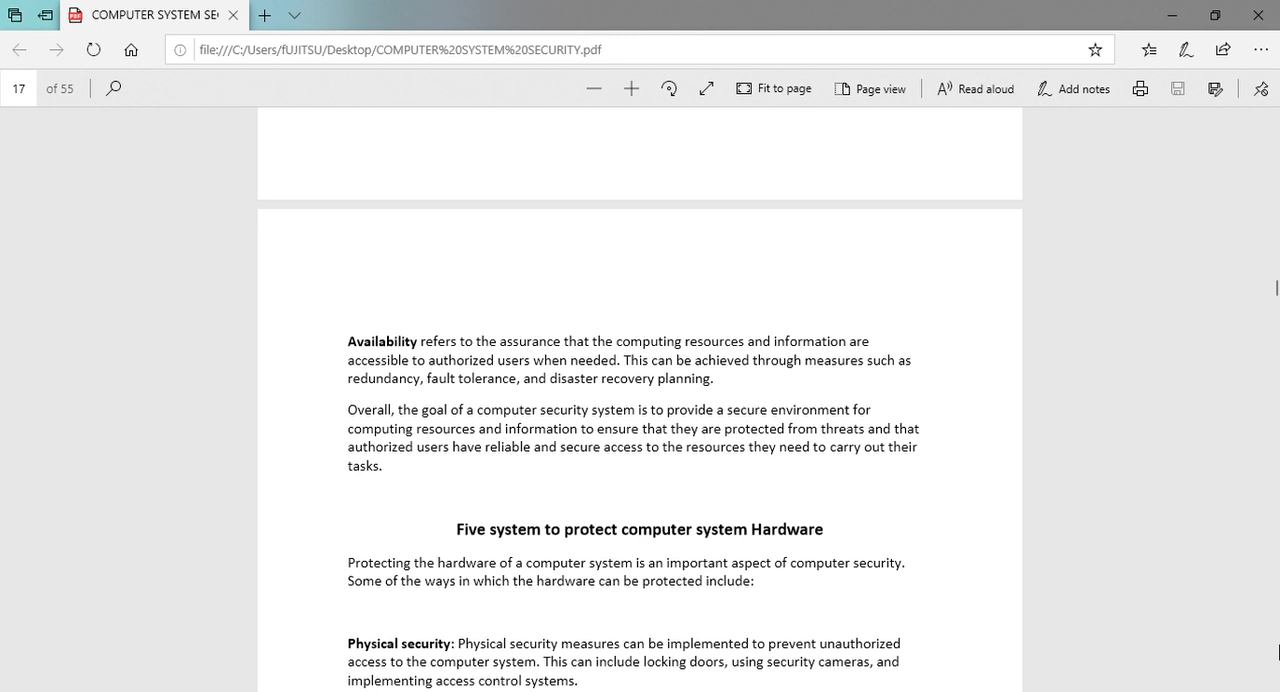 COMPUTER SYSTEM SE
file:///C:/Users/fUJITSU/Desktop/COMPUTER%20SYSTEM%20SECURITY.pdf
17 of 55 Fit to page Page view Read aloud Add notes
Availability refers to the assurance that the computing resources and information are
accessible to authorized users when needed. This can be achieved through measures such as
redundancy, fault tolerance, and disaster recovery planning.
Overall, the goal of a computer security system is to provide a secure environment for
computing resources and information to ensure that they are protected from threats and that
authorized users have reliable and secure access to the resources they need to carry out their
tasks.
Five system to protect computer system Hardware
Protecting the hardware of a computer system is an important aspect of computer security.
Some of the ways in which the hardware can be protected include:
Physical security: Physical security measures can be implemented to prevent unauthorized
access to the computer system. This can include locking doors, using security cameras, and
implementing access control systems.